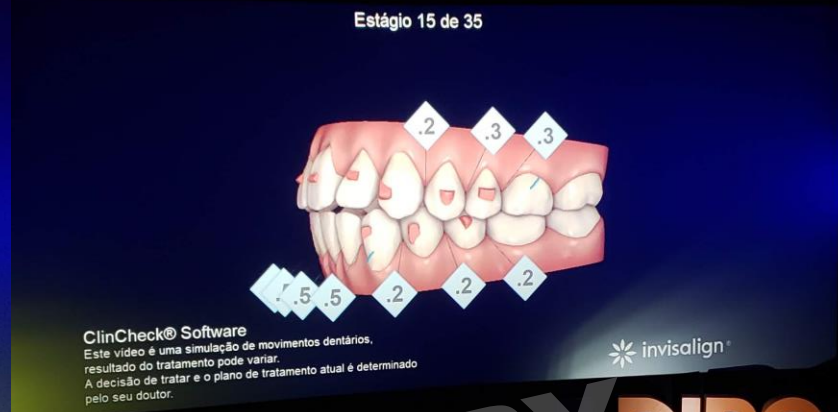 Estágio 15 de 35
.2
.3
.3
.5
.5
.2
.2
.2
ClinCheck® Software
Este vídeo é uma simulação de movimentos dentários,
resultado do tratamento pode variar.
A decisão de tratar e o plano de tratamento atual é determinado
pelo seu doutor.
invisalign